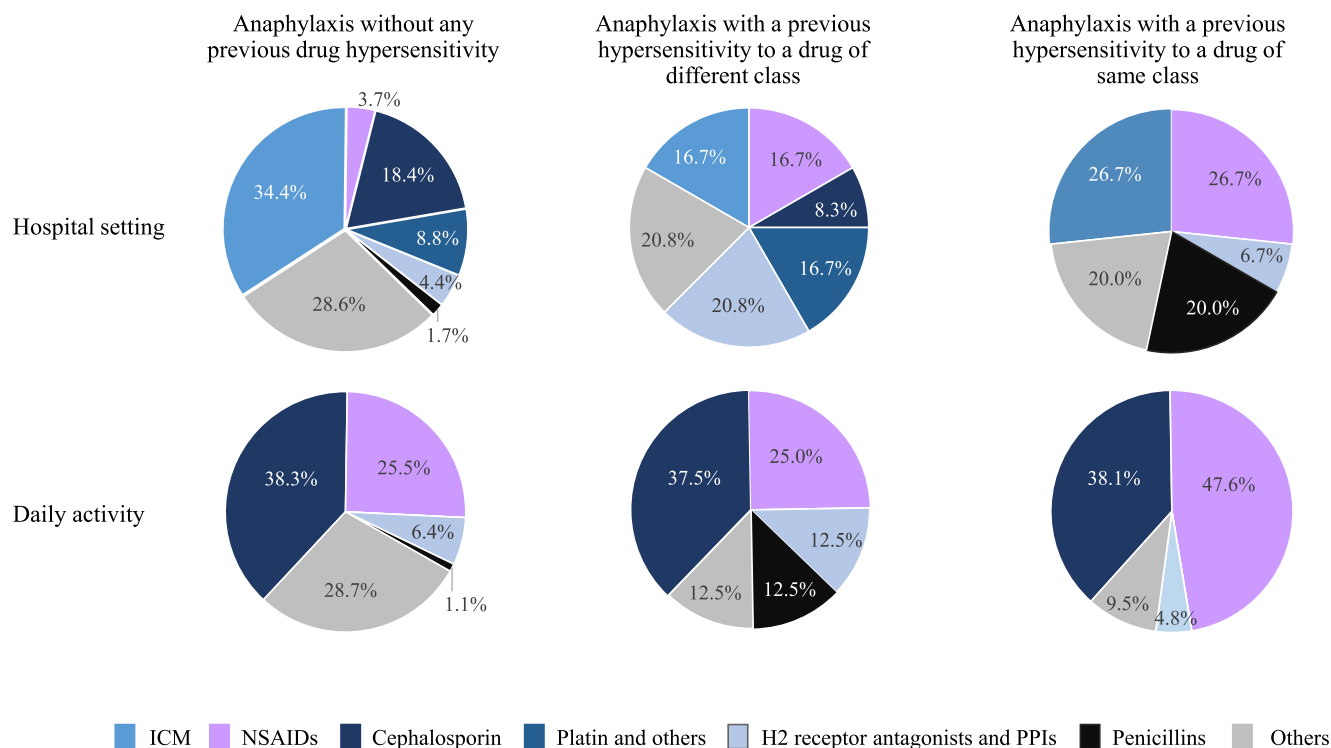 Anaphylaxis without any
previous drug hypersensitivity
Anaphylaxis with a previous
hypersensitivity to a drug of
different class
Anaphylaxis with a previous
hypersensitivity to a drug of
same class
Hospital setting
3.7%
18.4%
8.8%
4.4%
1.7%
28.6%
34.4%
16.7%
8.3%
16.7%
20.8%
20.8%
16.7%
26.7%
6.7%
20.0%
20.0%
26.7%
Daily activity
25.5%
6.4%
1.1%
28.7%
38.3%
25.0%
12.5%
12.5%
12.5%
37.5%
47.6%
4.8%
9.5%
38.1%
ICM NSAIDs Cephalosporin Platin and others H2 receptor antagonists and PPIs Penicillins Others